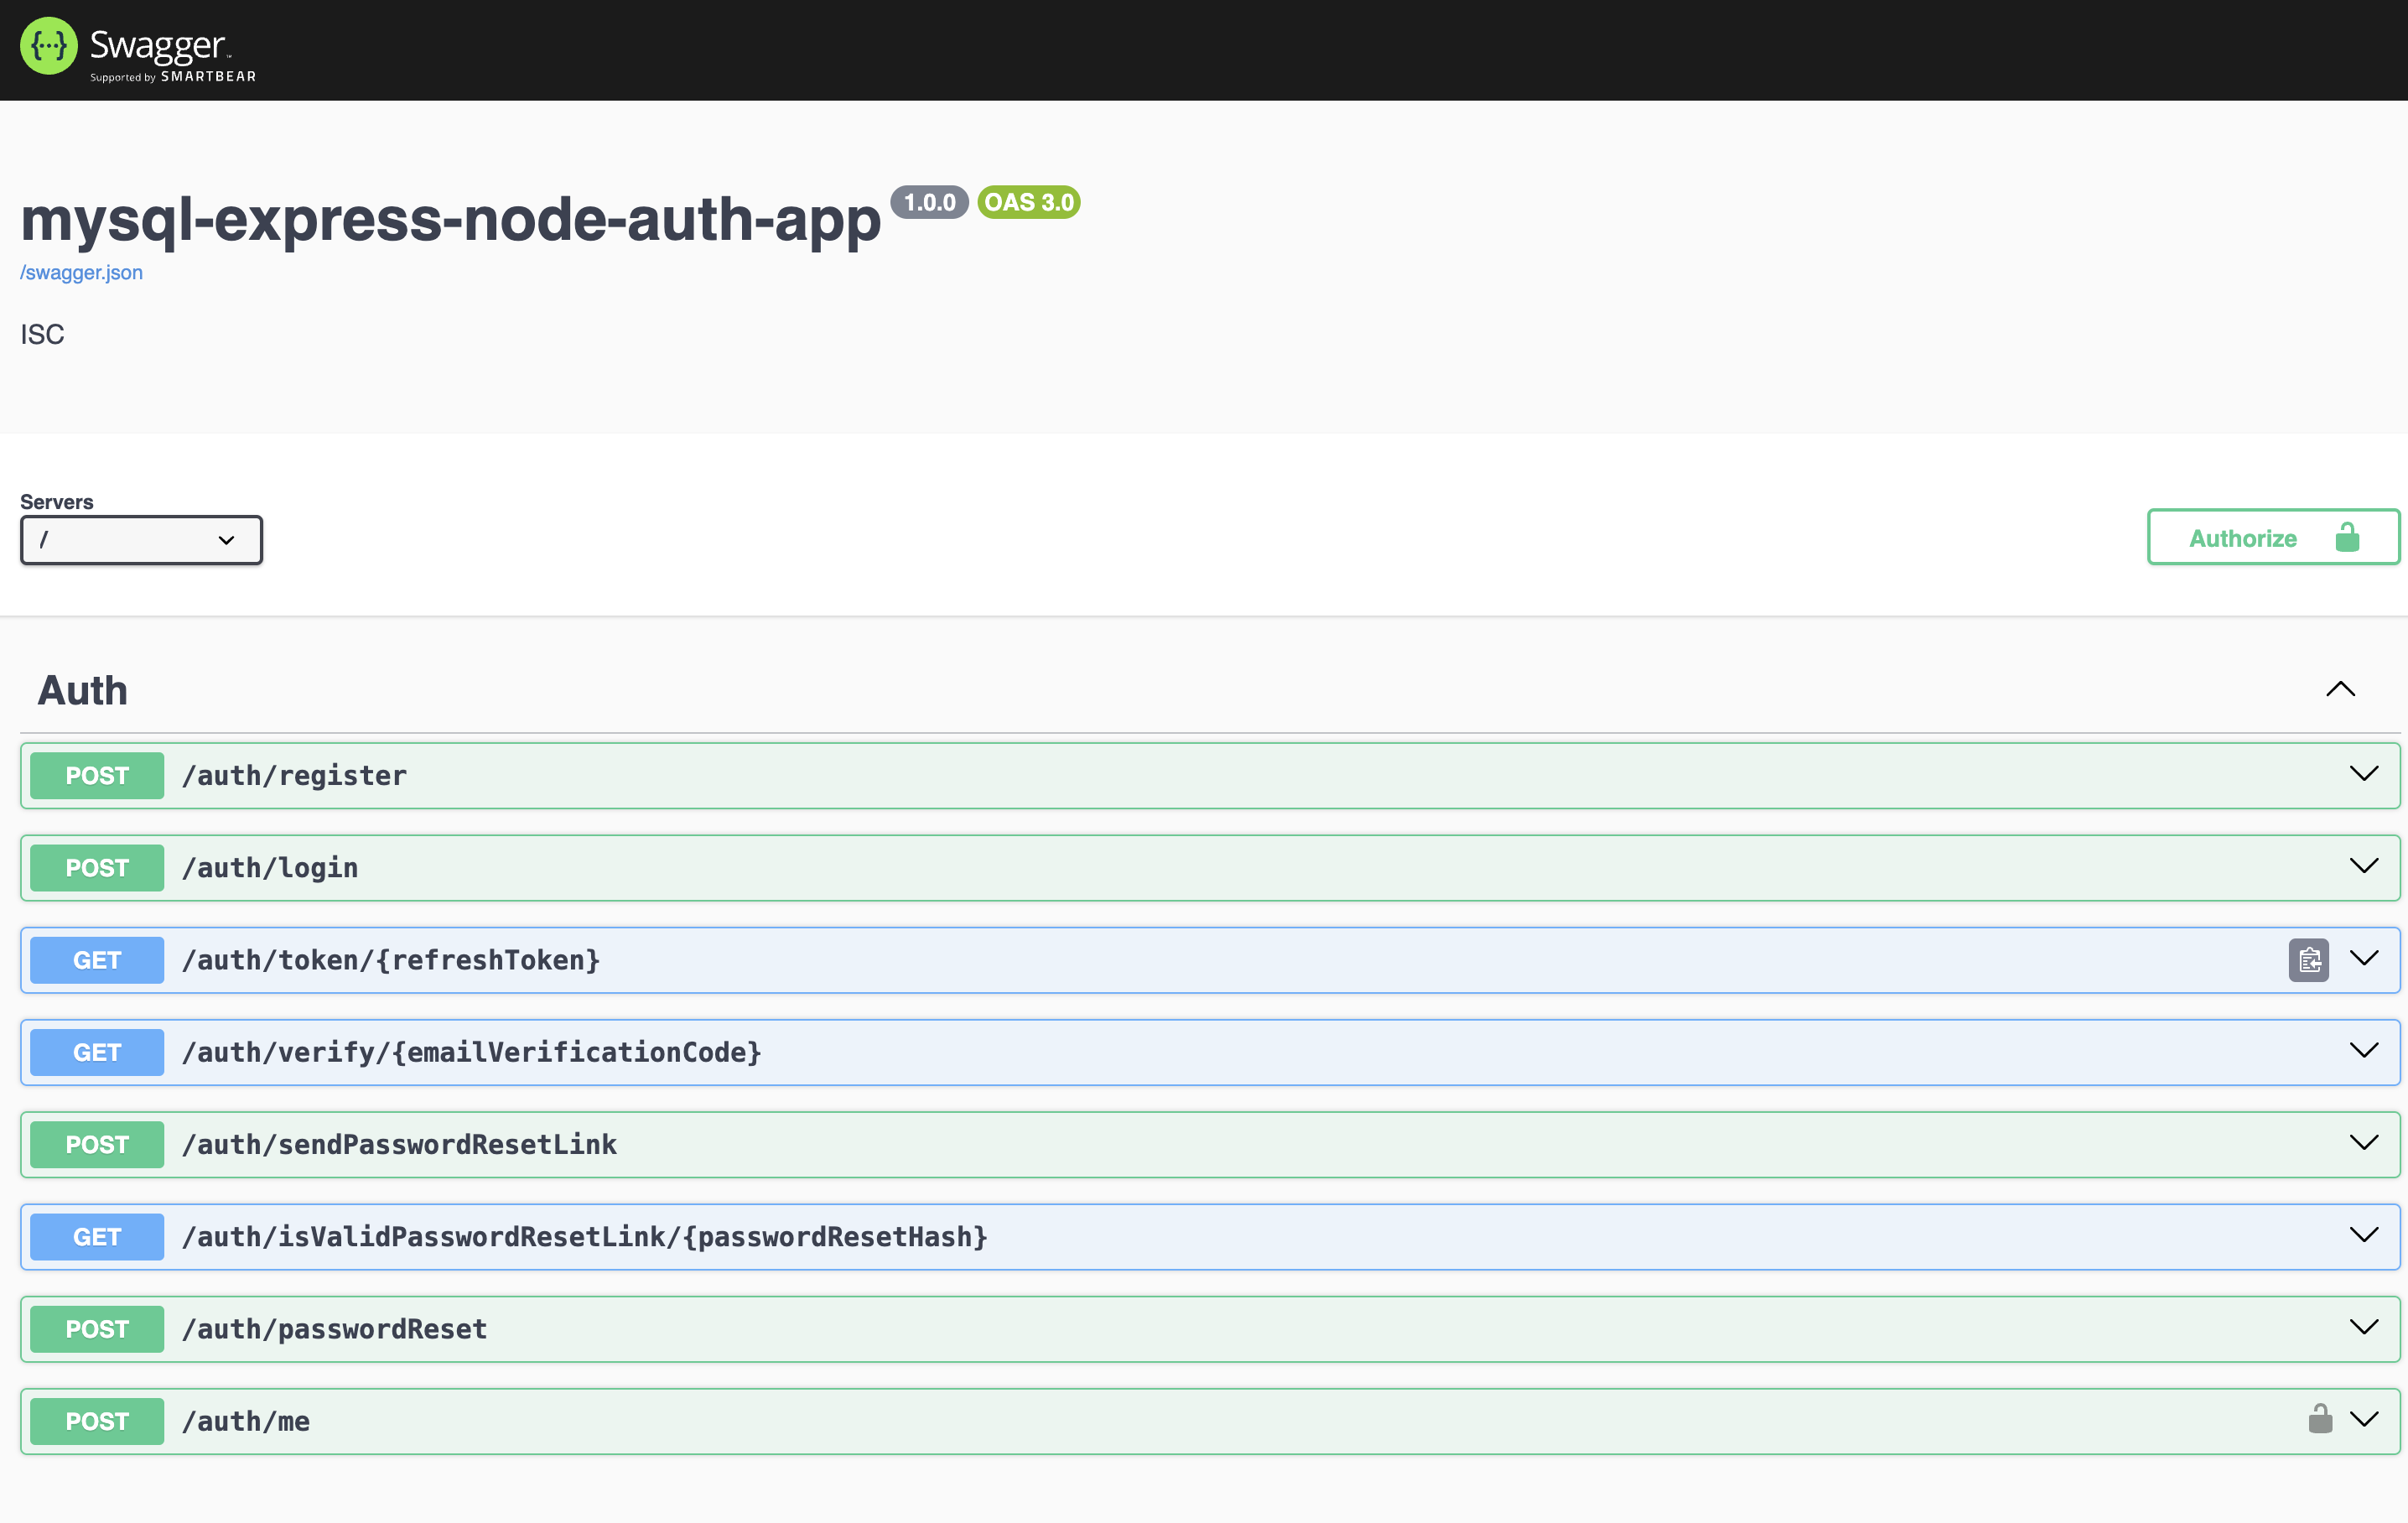 Swagger™
Supported by SMARTBEAR
mysql-express-node-auth-app 1.0.0 OAS 3.0
/swagger.json
ISC
Servers
/
Authorize
Auth
POST /auth/register
POST /auth/login
GET /auth/token/{refreshToken}
GET /auth/verify/{emailVerificationCode}
POST /auth/sendPasswordResetLink
GET /auth/isValidPasswordResetLink/{passwordResetHash}
POST /auth/passwordReset
POST /auth/me